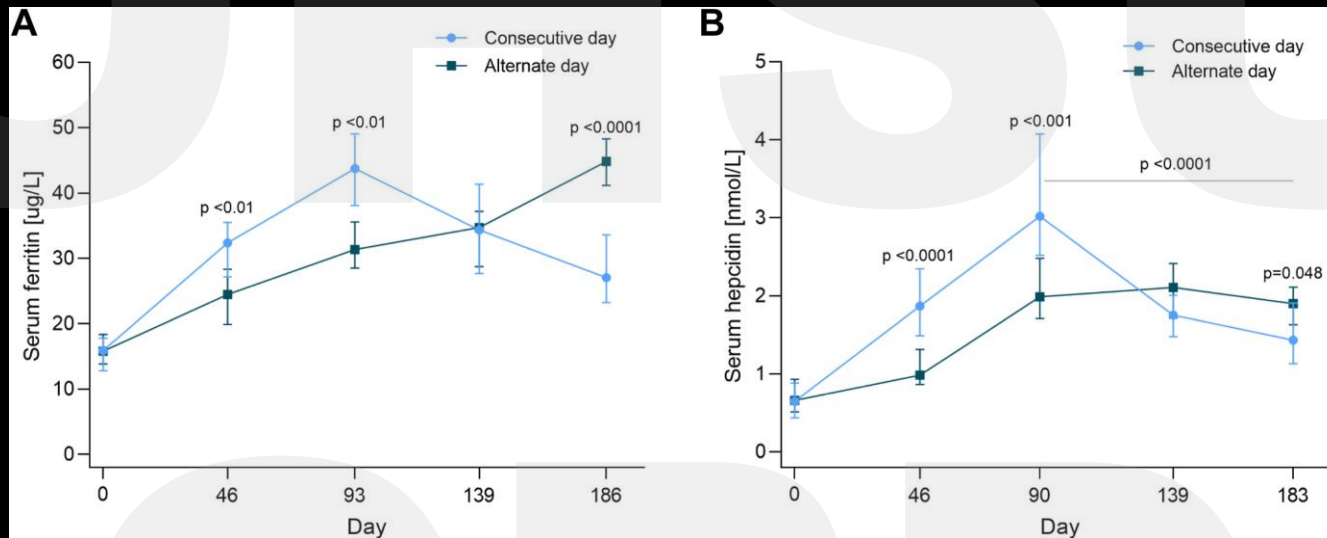 A
Consecutive day
Alternate day
60
50
40
30
20
10
0
Serum ferritin [ug/L]
p <0.01
p <0.01
p <0.0001
0 46 93 139 186
Day
B
Consecutive day
Alternate day
5
4
3
2
1
0
Serum hepcidin [nmol/L]
p <0.0001
p <0.001
p <0.0001
p=0.048
0 46 90 139 183
Day